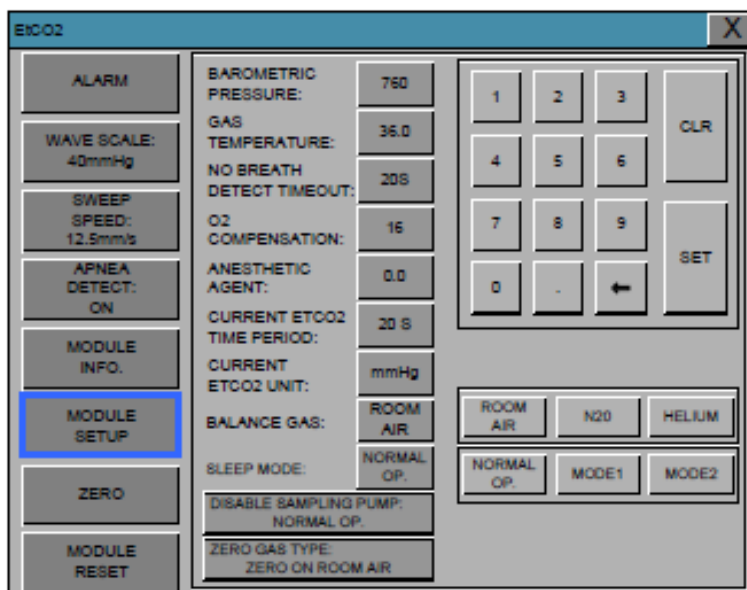 EtCO2
X
ALARM
WAVE SCALE:
40mmHg
SWEEP
SPEED:
12.5mm/s
APNEA
DETECT:
ON
MODULE
INFO.
MODULE
SETUP
ZERO
MODULE
RESET
BAROMETRIC
PRESSURE:
760
GAS
TEMPERATURE:
36.0
NO BREATH
DETECT TIMEOUT:
20S
O2
COMPENSATION:
16
ANESTHETIC
AGENT:
0.0
CURRENT ETCO2
TIME PERIOD:
20 S
CURRENT
ETCO2 UNIT:
mmHg
BALANCE GAS:
ROOM
AIR
SLEEP MODE:
NORMAL
OP.
DISABLE SAMPLING PUMP:
NORMAL OP.
ZERO GAS TYPE:
ZERO ON ROOM AIR
1 2 3
CLR
4 5 6
7 8 9
SET
0 . ←
ROOM
AIR
N20
HELIUM
NORMAL
OP.
MODE1
MODE2